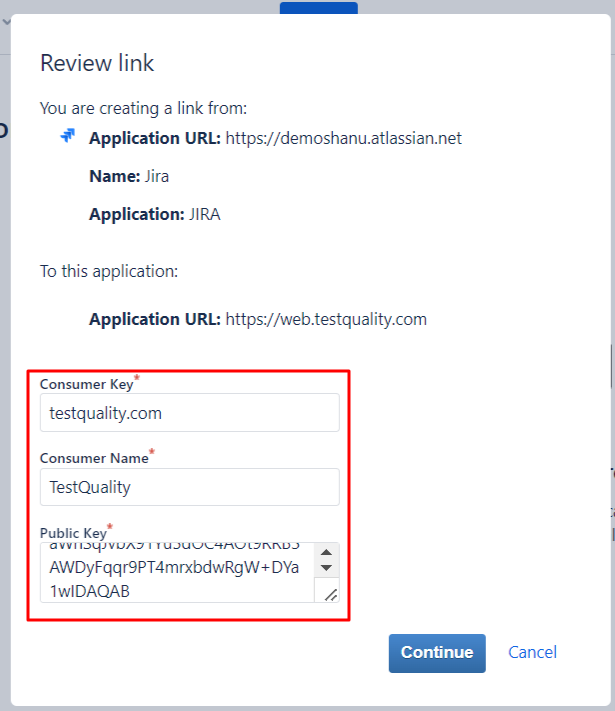 Review link
You are creating a link from:
Application URL: https://demoshanu.atlassian.net
Name: Jira
Application: JIRA
To this application:
Application URL: https://web.testquality.com
Consumer Key*
testquality.com
Consumer Name*
TestQuality
Public Key*
AWDyFqqr9PT4mrxbdwRgW+DYa
1wIDAQAB
Continue
Cancel